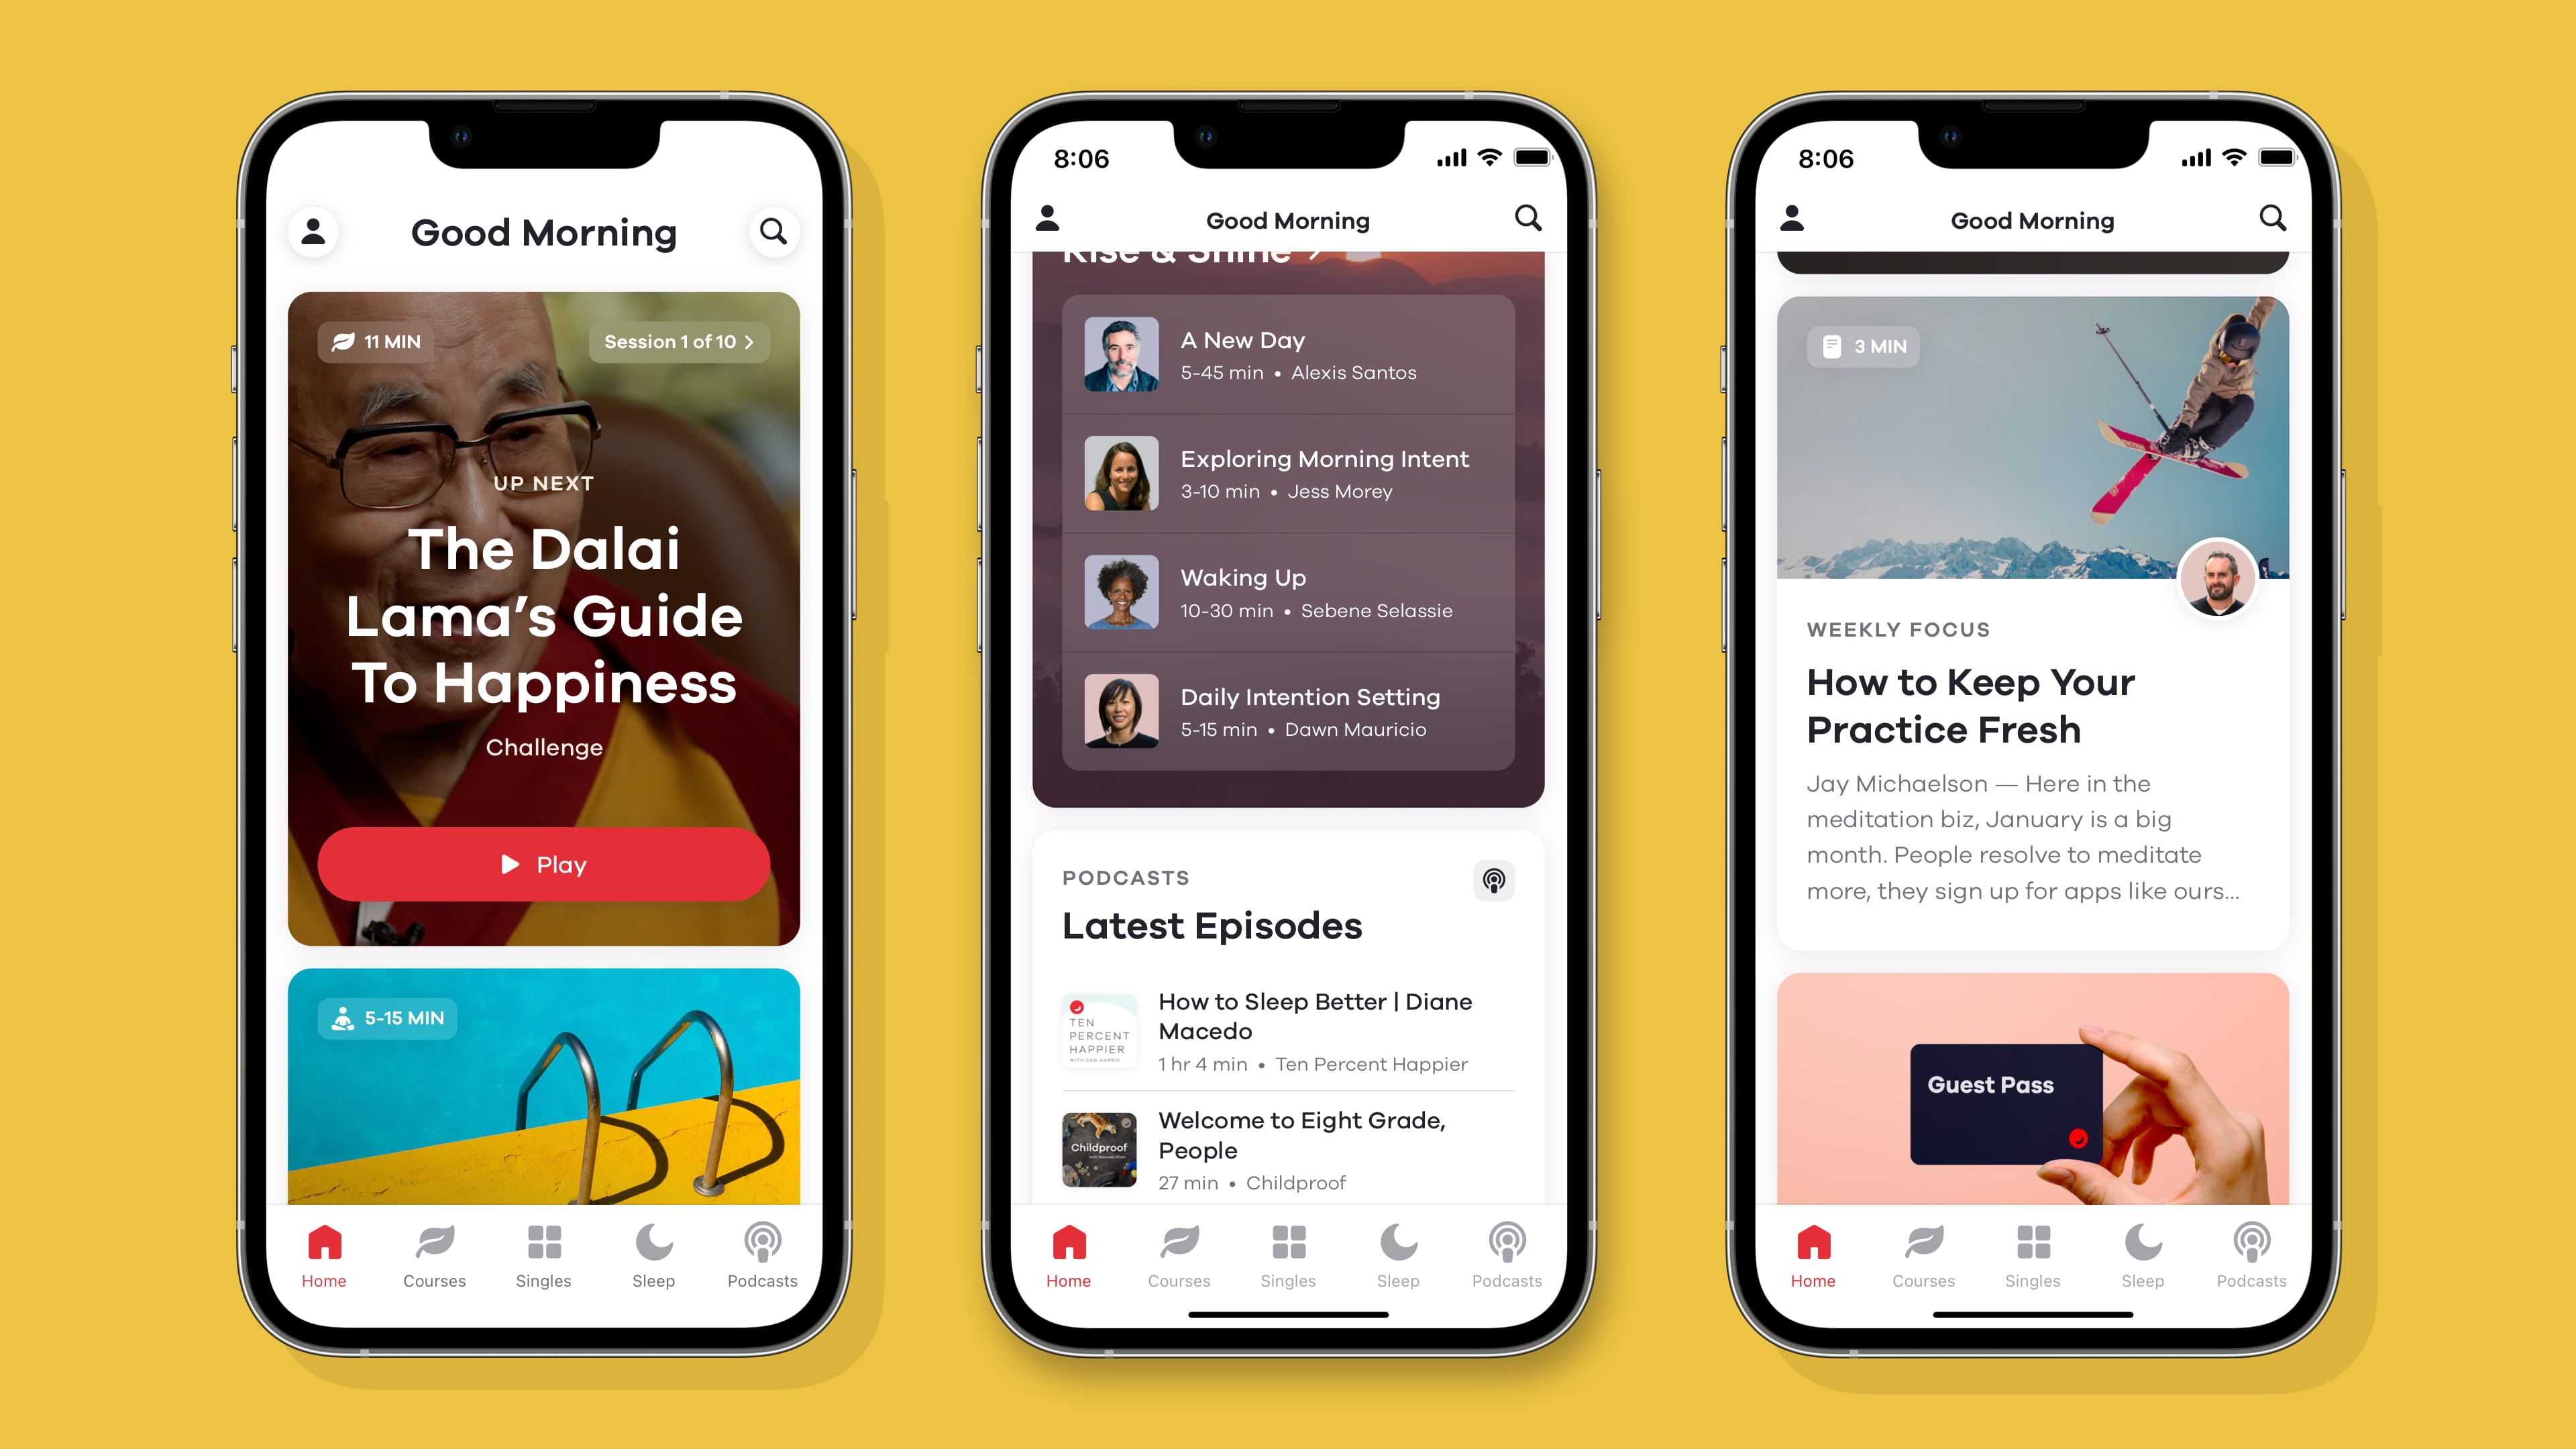 Good Morning
11 MIN
Session 1 of 10
UP NEXT
The Dalai
Lama’s Guide
To Happiness
Challenge
Play
5-15 MIN
Home
Courses
Singles
Sleep
Podcasts
8:06
Good Morning
Rise & Shine
A New Day
5-45 min • Alexis Santos
Exploring Morning Intent
3-10 min • Jess Morey
Waking Up
10-30 min • Sebene Selassie
Daily Intention Setting
5-15 min • Dawn Mauricio
PODCASTS
Latest Episodes
TEN
PERCENT
HAPPIER
WITH DAN HARRIS
How to Sleep Better | Diane
Macedo
1 hr 4 min • Ten Percent Happier
Childproof
Welcome to Eight Grade,
People
27 min • Childproof
Home
Courses
Singles
Sleep
Podcasts
8:06
Good Morning
3 MIN
WEEKLY FOCUS
How to Keep Your
Practice Fresh
Jay Michaelson — Here in the
meditation biz, January is a big
month. People resolve to meditate
more, they sign up for apps like ours...
Guest Pass
Home
Courses
Singles
Sleep
Podcasts